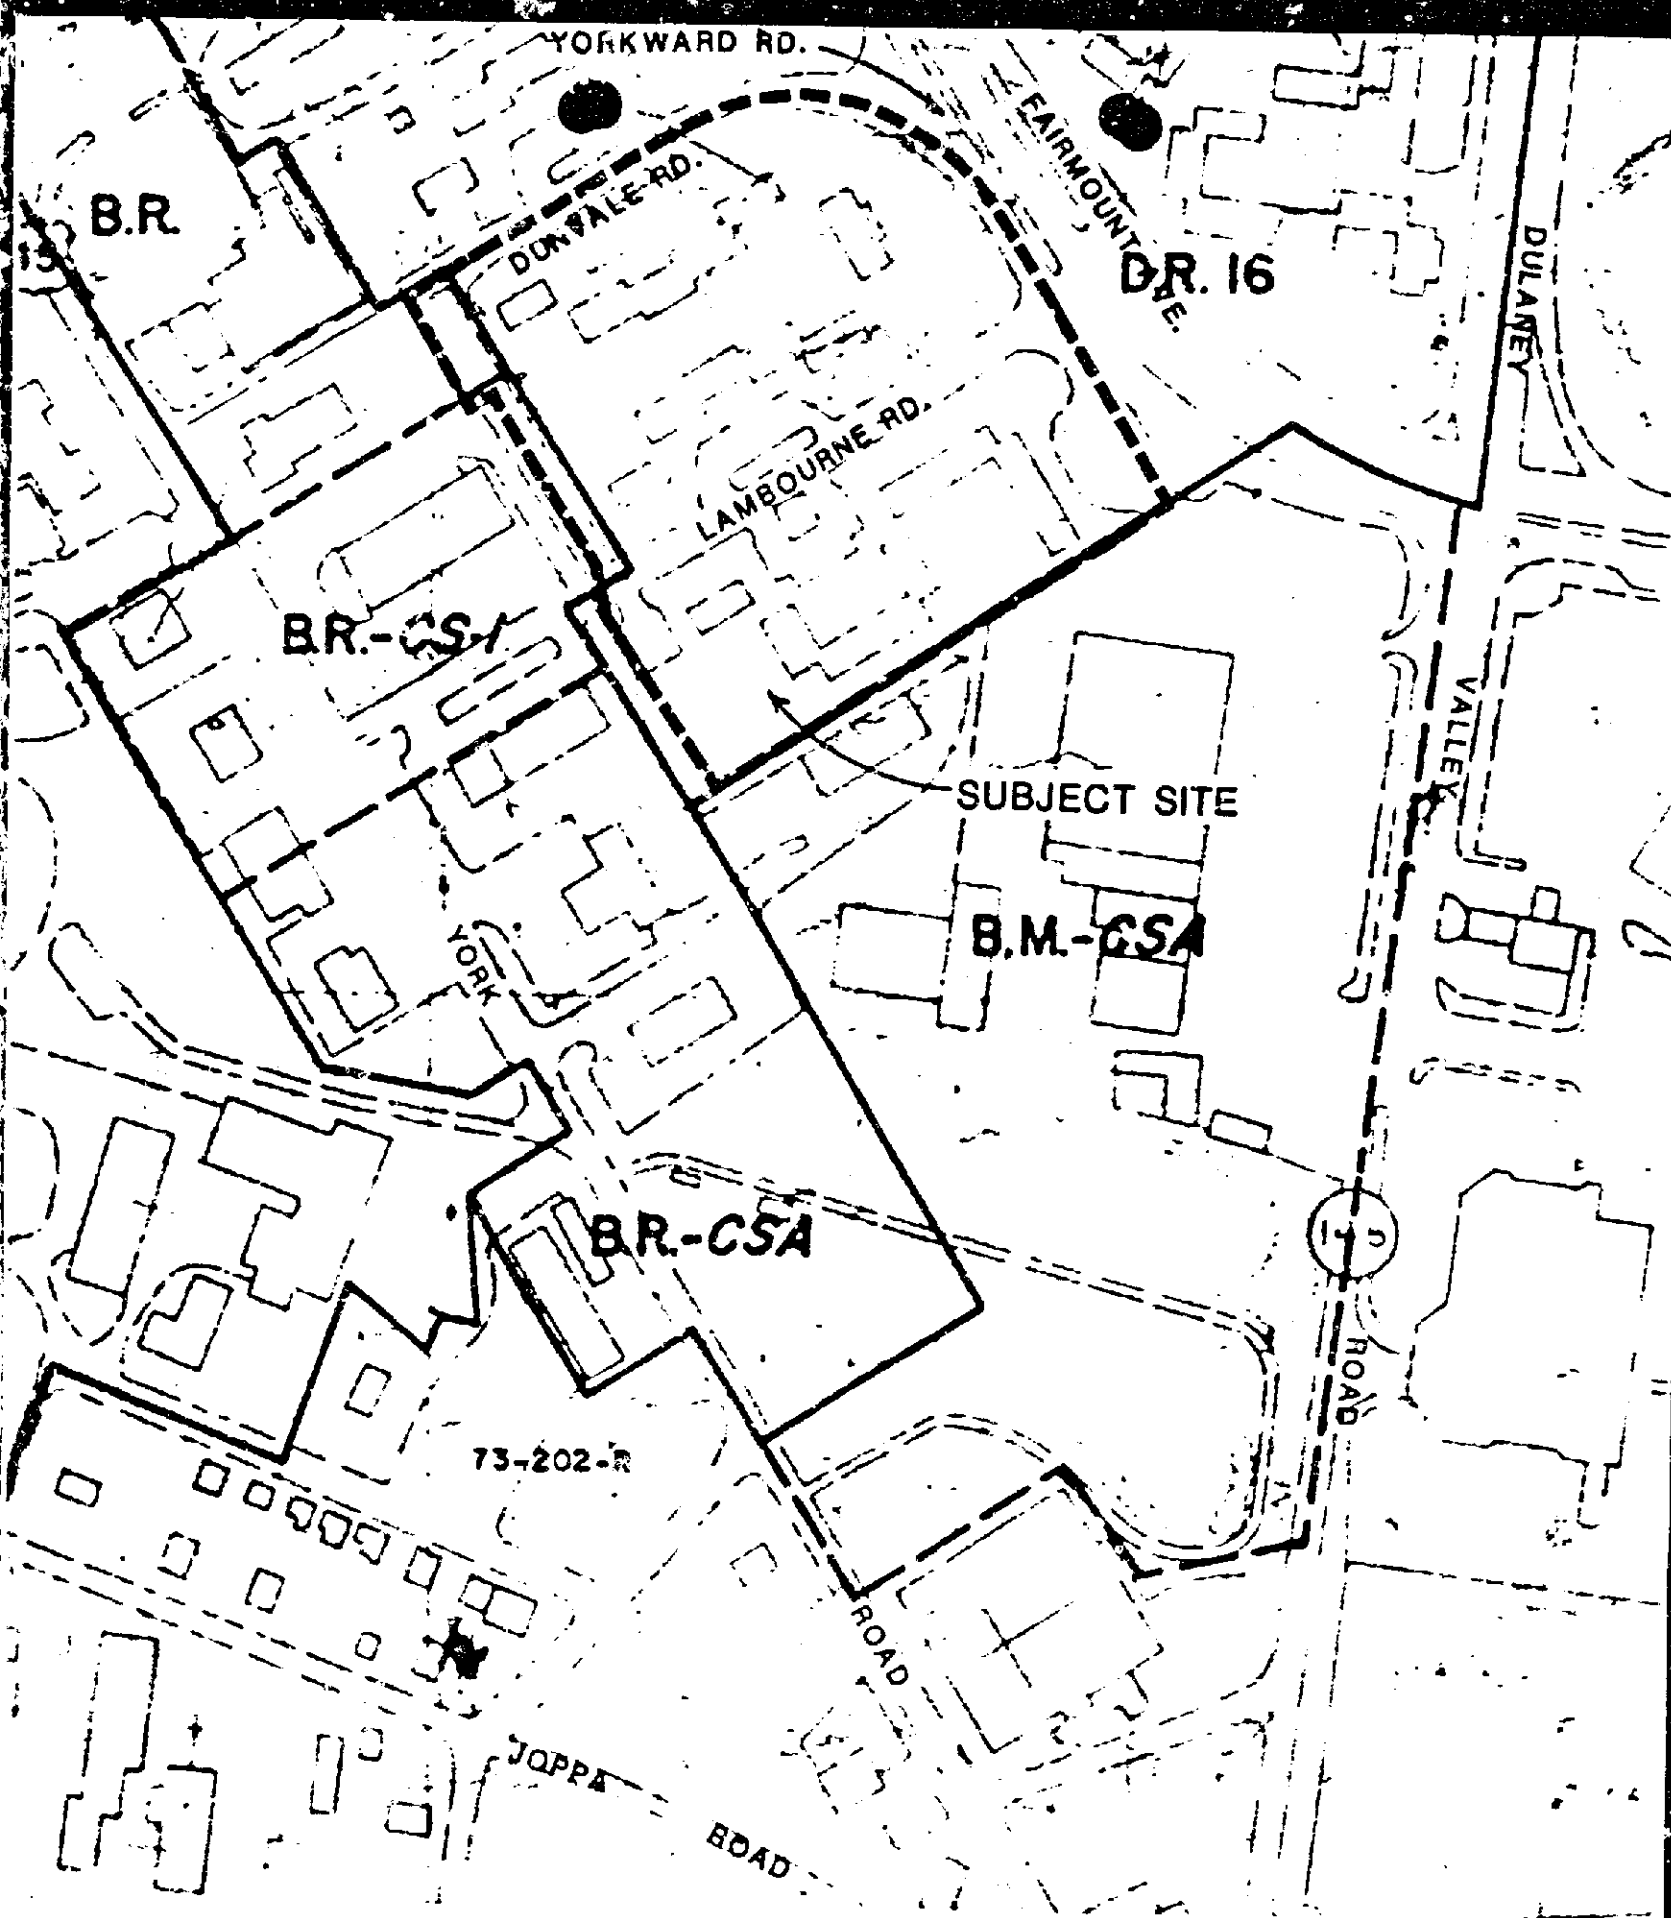 YORKWARD RD.
FAIRMOUNT AVE.
B.R.
DUNVALE RD.
D.R. 16
DULANEY
LAMBOURNE RD.
B.R.-CS-1
VALLEY
SUBJECT SITE
B.M.-CSA
YORK
B.R.-CSA
ROAD
73-202-R
ROAD
JOPPA
ROAD